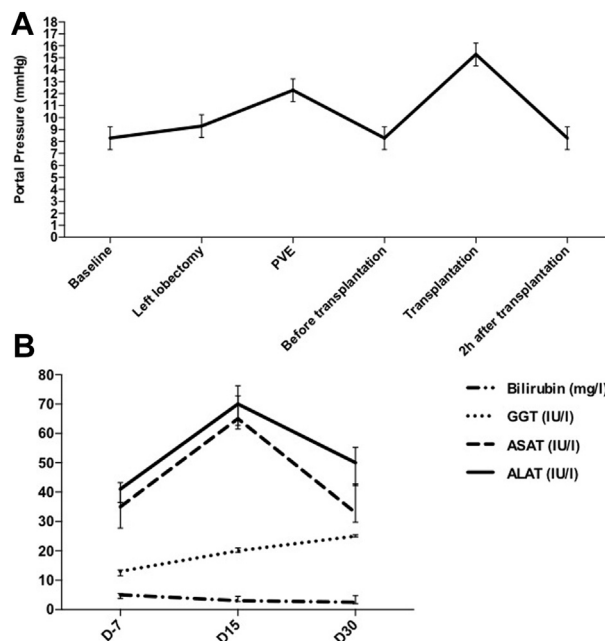 A
Portal Pressure (mmHg)
18
17
16
15
14
13
12
11
10
9
8
7
6
5
4
3
2
1
0
Baseline
Left lobectomy
PVE
Before transplantation
Transplantation
2h after transplantation
B
80
70
60
50
40
30
20
10
0
D-7
D15
D30
Bilirubin (mg/l)
GGT (IU/l)
ASAT (IU/l)
ALAT (IU/l)